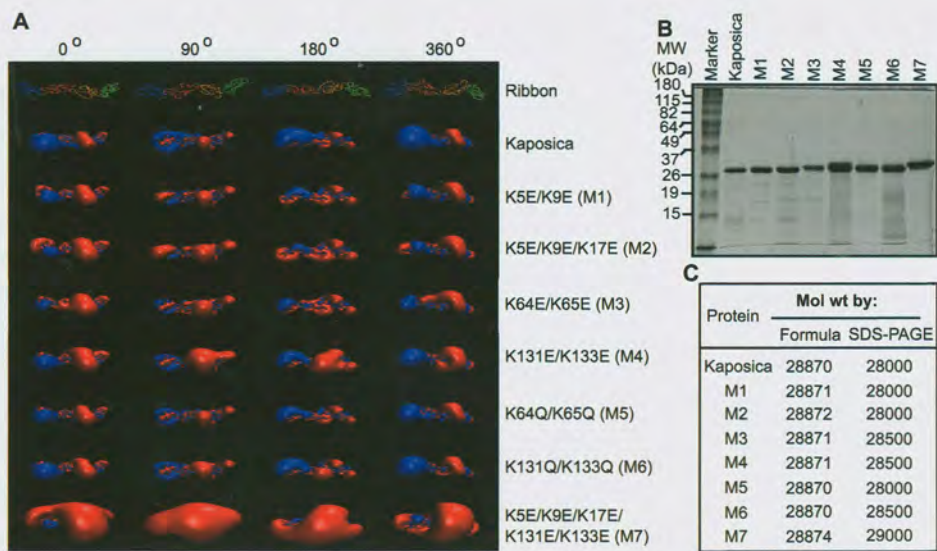 A
0° 90° 180° 360°
Ribbon
Kaposica
K5E/K9E (M1)
K5E/K9E/K17E (M2)
K64E/K65E (M3)
K131E/K133E (M4)
K64Q/K65Q (M5)
K131Q/K133Q (M6)
K5E/K9E/K17E/
K131E/K133E (M7)
B
MW
(kDa)
Marker
Kaposica
M1
M2
M3
M4
M5
M6
M7
180
115
82
64
49
37
26
19
15
C
Protein Mol wt by:
Formula SDS-PAGE
Kaposica 28870 28000
M1 28871 28000
M2 28872 28000
M3 28871 28500
M4 28871 28500
M5 28870 28000
M6 28870 28500
M7 28874 29000